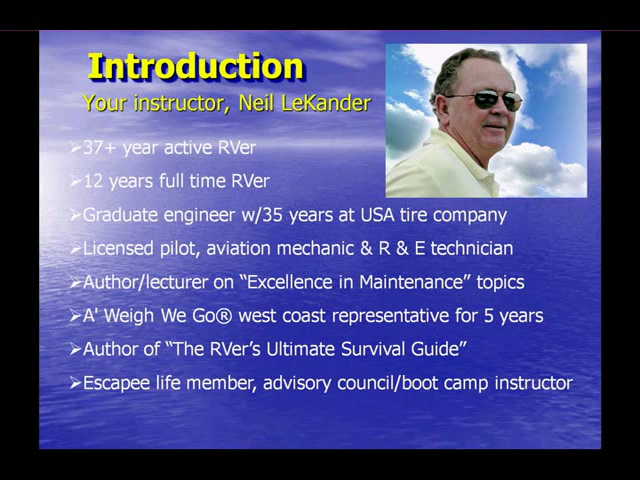 Introduction
Your instructor, Neil LeKander
➢37+ year active RVer
➢12 years full time RVer
➢Graduate engineer w/35 years at USA tire company
➢Licensed pilot, aviation mechanic & R & E technician
➢Author/lecturer on “Excellence in Maintenance” topics
➢A' Weigh We Go® west coast representative for 5 years
➢Author of “The RVer’s Ultimate Survival Guide”
➢Escapee life member, advisory council/boot camp instructor